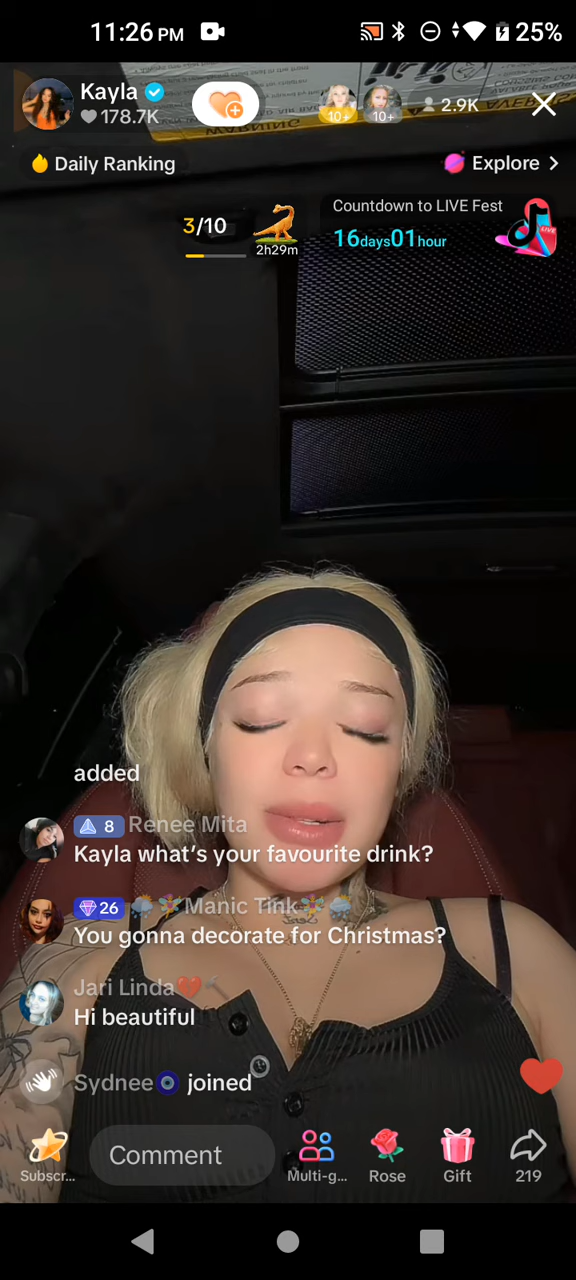 11:26 PM
25%
Kayla
178.7K
10+
10+
2.9K
WARNING
Daily Ranking
Explore >
3/10
2h29m
Countdown to LIVE Fest
16days01hour
LIVE
added
8 Renee Mita
Kayla what's your favourite drink?
26 Manic Tink
You gonna decorate for Christmas?
Jari Linda
Hi beautiful
Sydnee joined
Comment
Subscr...
Multi-g...
Rose
Gift
219